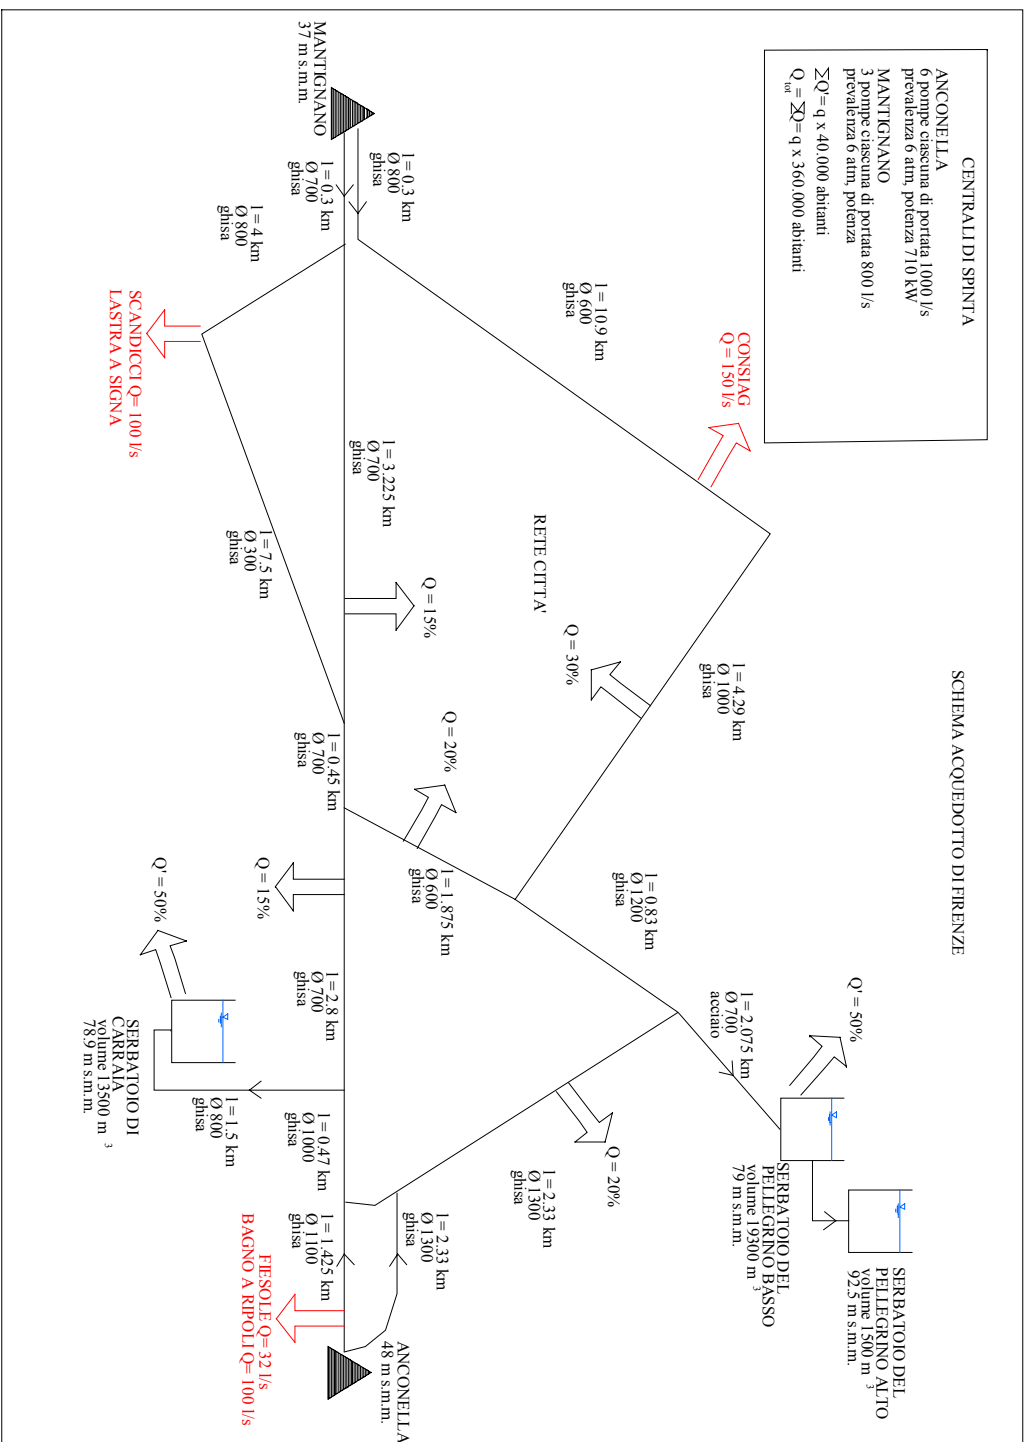 SCHEMA ACQUEDOTTO DI FIRENZE
CENTRALI DI SPINTA
ANCONELLA
6 pompe ciascuna di portata 1000 l/s
prevalenza 6 atm, potenza 710 kW
MANTIGNANO
3 pompe ciascuna di portata 800 l/s
prevalenza 6 atm, potenza
ΣQ'= q x 40.000 abitanti
Q tot = ΣQ= q x 360.000 abitanti
MANTIGNANO
37 m s.m.m.
l = 0.3 km
Ø 800
ghisa
l = 0.3 km
Ø 700
ghisa
l = 4 km
Ø 800
ghisa
SCANDICCI Q= 100 l/s
LASTRA A SIGNA
l = 10.9 km
Ø 600
ghisa
CONSIAG
Q = 150 l/s
l = 3.225 km
Ø 700
ghisa
l = 7.5 km
Ø 300
ghisa
RETE CITTA'
Q = 15%
Q = 30%
l = 4.29 km
Ø 1000
ghisa
Q = 20%
l = 0.45 km
Ø 700
ghisa
l = 0.83 km
Ø 1200
ghisa
l = 1.875 km
Ø 600
ghisa
Q = 15%
Q' = 50%
l = 2.8 km
Ø 700
ghisa
SERBATOIO DI
CARRAIA
volume 13500 m 3
78.9 m s.m.m.
l = 1.5 km
Ø 800
ghisa
Q' = 50%
l = 2.075 km
Ø 700
acciaio
l = 0.47 km
Ø 1000
ghisa
Q = 20%
l = 2.33 km
Ø 1300
ghisa
SERBATOIO DEL
PELLEGRINO BASSO
volume 19300 m 3
79 m s.m.m.
SERBATOIO DEL
PELLEGRINO ALTO
volume 1500 m 3
92.5 m s.m.m.
l = 2.33 km
Ø 1300
ghisa
l = 1.425 km
Ø 1100
ghisa
FIESOLE Q= 32 l/s
BAGNO A RIPOLI Q= 100 l/s
ANCONELLA
48 m s.m.m.